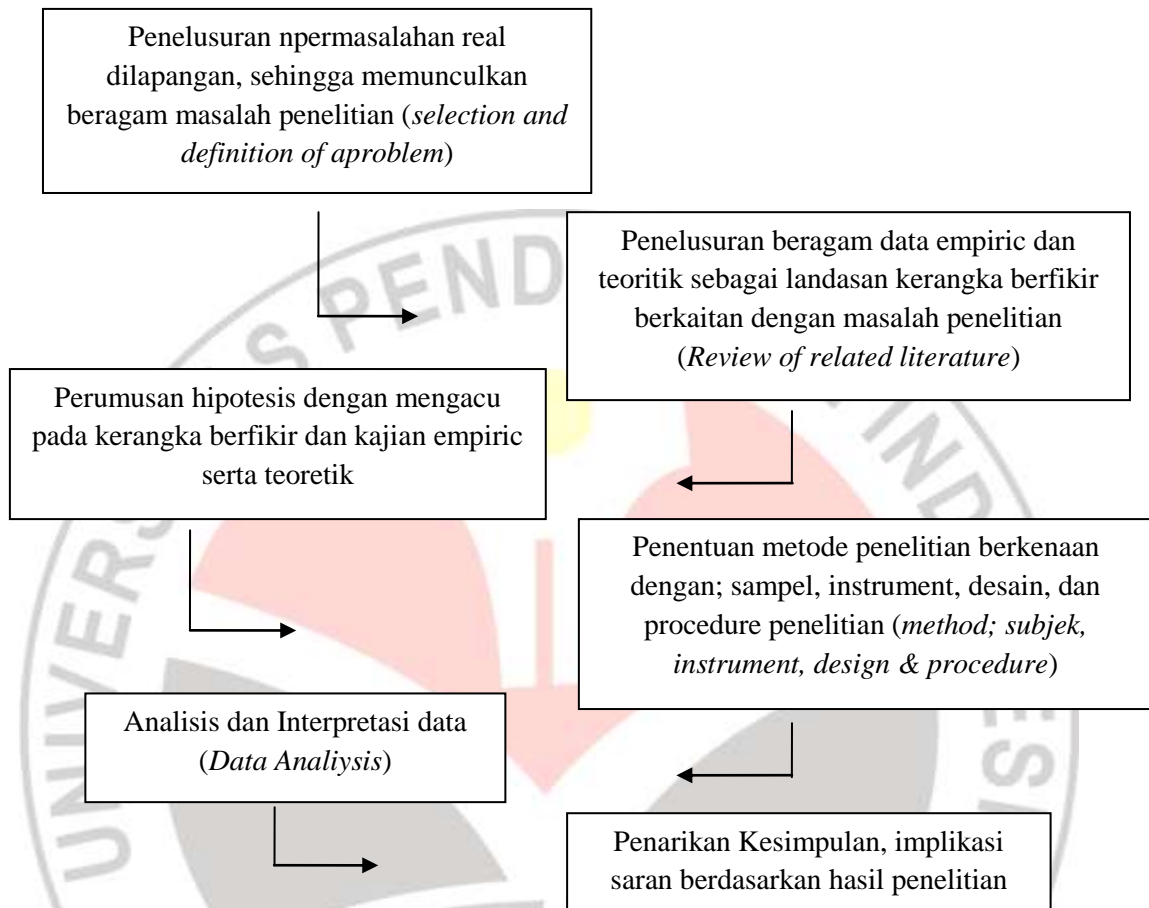 Penelusuran npermasalahan real
dilapangan, sehingga memunculkan
beragam masalah penelitian (selection and
definition of aproblem)
Penelusuran beragam data empiric dan
teoritik sebagai landasan kerangka berfikir
berkaitan dengan masalah penelitian
(Review of related literature)
Perumusan hipotesis dengan mengacu
pada kerangka berfikir dan kajian empiric
serta teoretik
Penentuan metode penelitian berkenaan
dengan; sampel, instrument, desain, dan
procedure penelitian (method; subjek,
instrument, design & procedure)
Analisis dan Interpretasi data
(Data Analiysis)
Penarikan Kesimpulan, implikasi
saran berdasarkan hasil penelitian